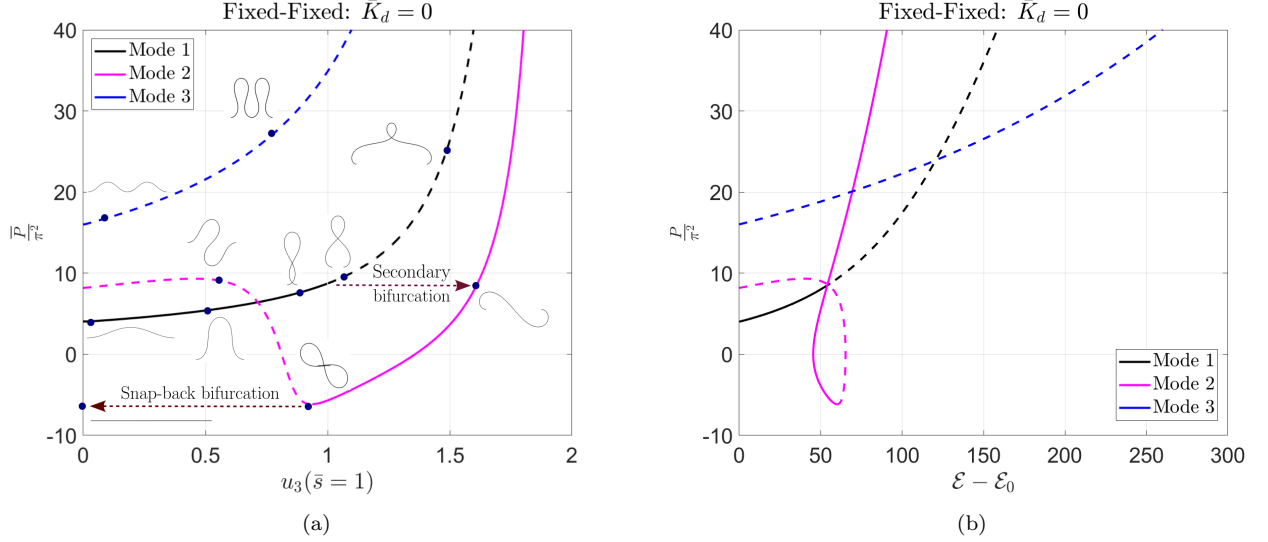 Fixed-Fixed: K̄_d = 0
40
30
20
10
0
-10
P̄/π²
Mode 1
Mode 2
Mode 3
Secondary
bifurcation
Snap-back bifurcation
0
0.5
1
1.5
2
u₃(s̄ = 1)
(a)
Fixed-Fixed: K̄_d = 0
40
30
20
10
0
-10
P/π²
Mode 1
Mode 2
Mode 3
0
50
100
150
200
250
300
ℰ − ℰ₀
(b)